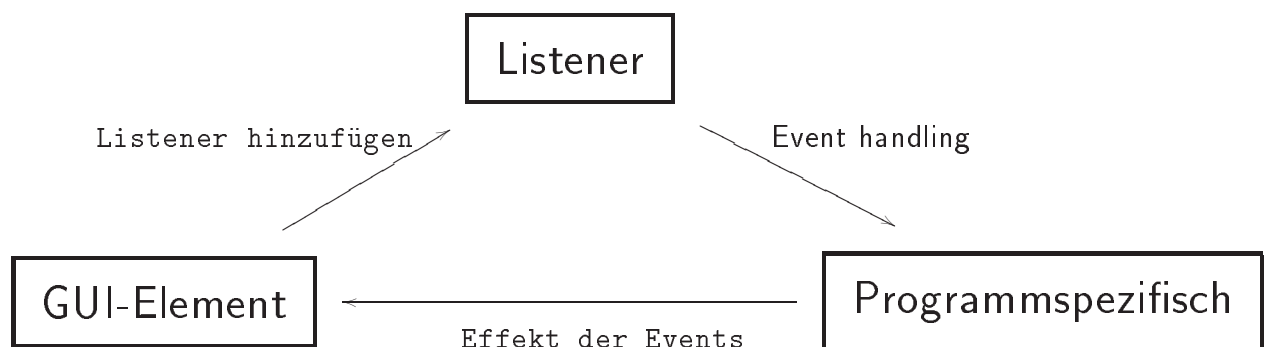 Listener
Listener hinzufügen
Event handling
GUI-Element
Programmspezifisch
Effekt der Events